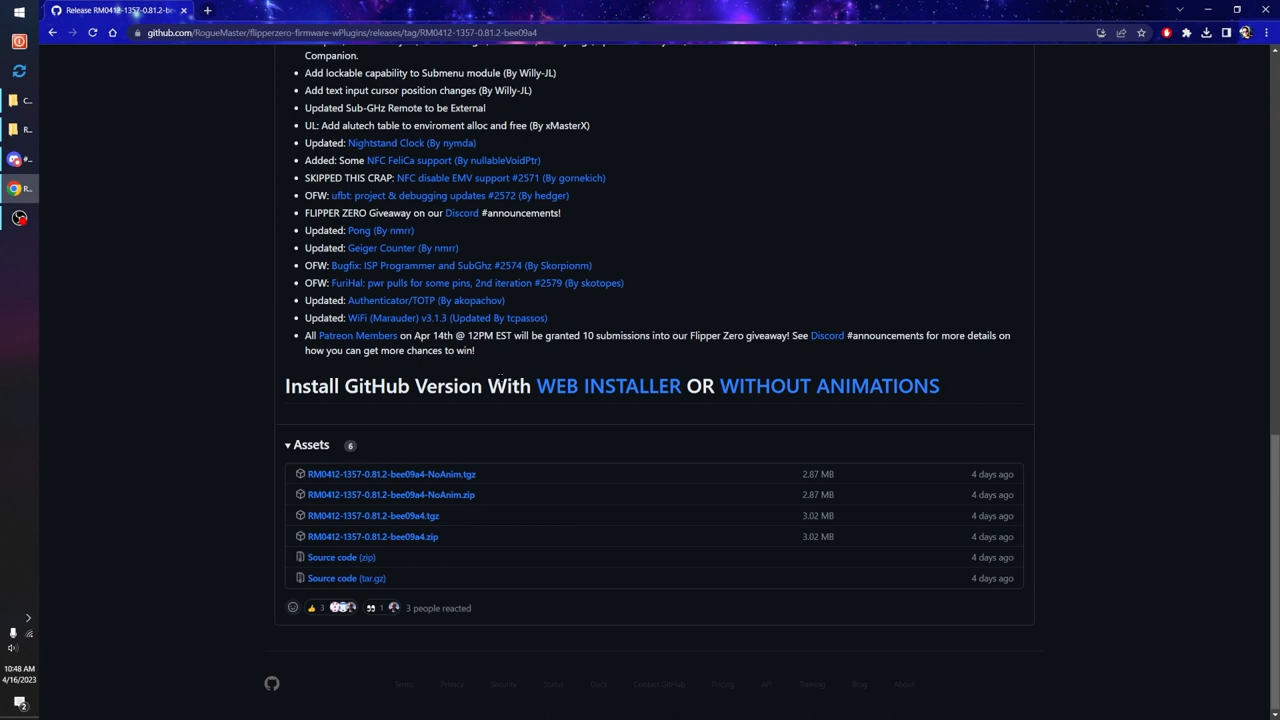 Release RM0412-1357-0.81.2-be
github.com/RogueMaster/flipperzero-firmware-wPlugins/releases/tag/RM0412-1357-0.81.2-bee09a4
Companion.
Add lockable capability to Submenu module (By Willy-JL)
Add text input cursor position changes (By Willy-JL)
Updated Sub-GHz Remote to be External
UL: Add alutech table to enviroment alloc and free (By xMasterX)
Updated: Nightstand Clock (By nymda)
Added: Some NFC FeliCa support (By nullableVoidPtr)
SKIPPED THIS CRAP: NFC disable EMV support #2571 (By gornekich)
OFW: ufbt: project & debugging updates #2572 (By hedger)
FLIPPER ZERO Giveaway on our Discord #announcements!
Updated: Pong (By nmrr)
Updated: Geiger Counter (By nmrr)
OFW: Bugfix: ISP Programmer and SubGhz #2574 (By Skorpionm)
OFW: FuriHal: pwr pulls for some pins, 2nd iteration #2579 (By skotopes)
Updated: Authenticator/TOTP (By akopachov)
Updated: WiFi (Marauder) v3.1.3 (Updated By tcpassos)
All Patreon Members on Apr 14th @ 12PM EST will be granted 10 submissions into our Flipper Zero giveaway! See Discord #announcements for more details on
how you can get more chances to win!
Install GitHub Version With WEB INSTALLER OR WITHOUT ANIMATIONS
Assets 6
RM0412-1357-0.81.2-bee09a4-NoAnim.tgz 2.87 MB 4 days ago
RM0412-1357-0.81.2-bee09a4-NoAnim.zip 2.87 MB 4 days ago
RM0412-1357-0.81.2-bee09a4.tgz 3.02 MB 4 days ago
RM0412-1357-0.81.2-bee09a4.zip 3.02 MB 4 days ago
Source code (zip) 4 days ago
Source code (tar.gz) 4 days ago
3 1 3 people reacted
Terms Privacy Security Status Docs Contact GitHub Pricing API Training Blog About
C...
R...
#...
R...
10:48 AM
4/16/2023
2